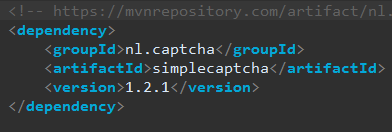 <!-- https://mvnrepository.com/artifact/nl.
<dependency>
    <groupId>nl.captcha</groupId>
    <artifactId>simplecaptcha</artifactId>
    <version>1.2.1</version>
</dependency>